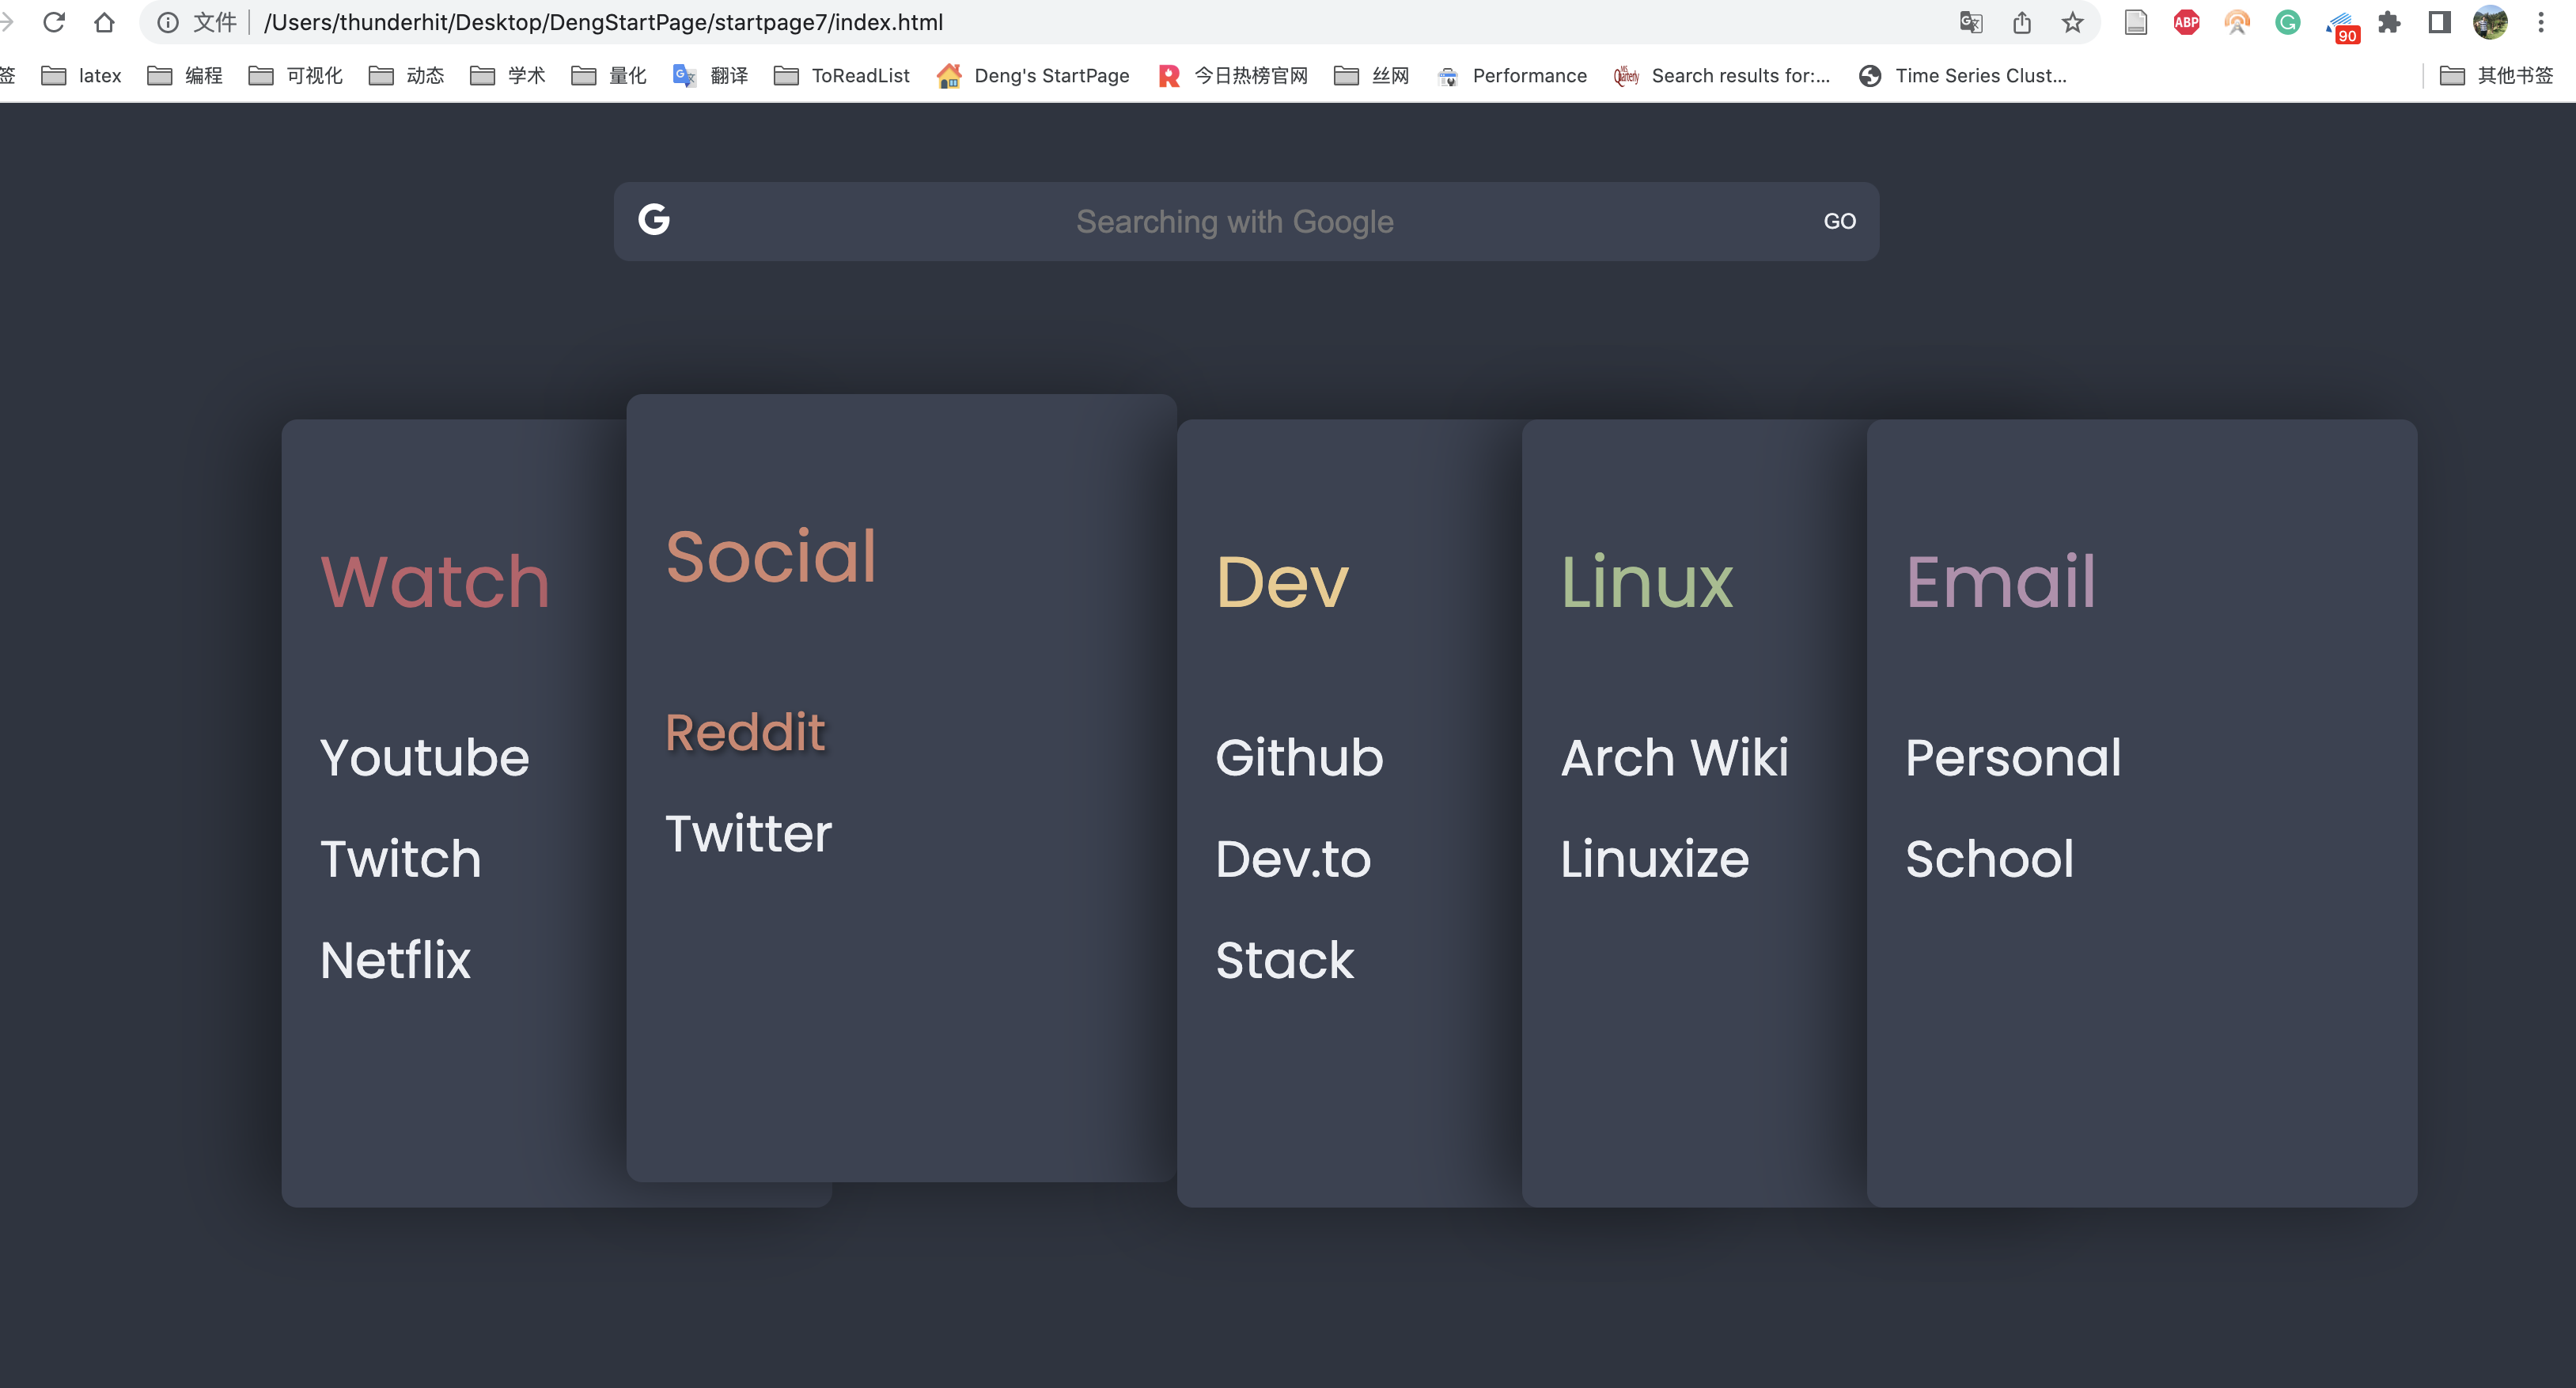 文件 /Users/thunderhit/Desktop/DengStartPage/startpage7/index.html ABP 90
签 latex 编程 可视化 动态 学术 量化 翻译 ToReadList Deng's StartPage 今日热榜官网 丝网 Performance Search results for:... Time Series Clust... 其他书签
G Searching with Google GO
Watch
Youtube
Twitch
Netflix
Social
Reddit
Twitter
Dev
Github
Dev.to
Stack
Linux
Arch Wiki
Linuxize
Email
Personal
School